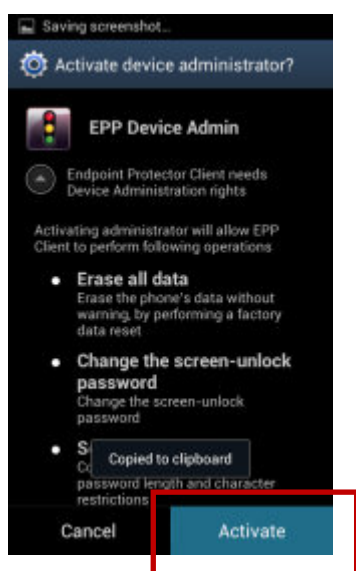 Saving screenshot...
Activate device administrator?
EPP Device Admin
Endpoint Protector Client needs
Device Administration rights
Activating administrator will allow EPP
Client to perform following operations
● Erase all data
Erase the phone's data without
warning, by performing a factory
data reset
● Change the screen-unlock
password
Change the screen-unlock
password
● S
Copied to clipboard
Co
password length and character
restrictions
Cancel
Activate